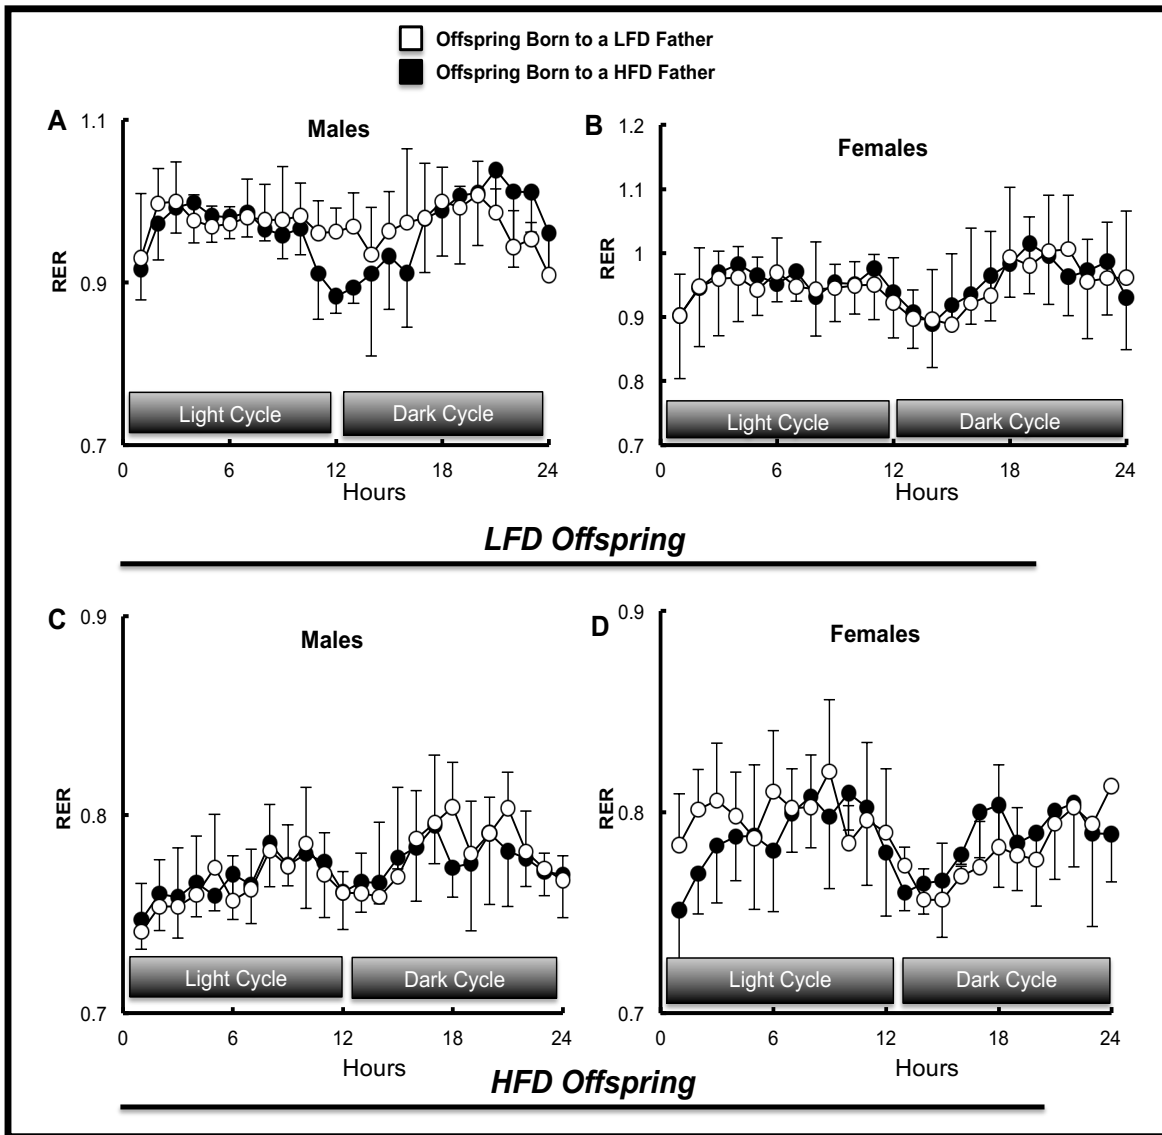 Offspring Born to a LFD Father
Offspring Born to a HFD Father
A
Males
1.1
0.9
0.7
RER
Light Cycle
Dark Cycle
0 6 12 18 24
Hours
B
Females
1.2
1.1
1
0.9
0.8
0.7
RER
Light Cycle
Dark Cycle
0 6 12 18 24
Hours
LFD Offspring
C
Males
0.9
0.8
0.7
RER
Light Cycle
Dark Cycle
0 6 12 18 24
Hours
D
Females
0.9
0.8
0.7
RER
Light Cycle
Dark Cycle
0 6 12 18 24
Hours
HFD Offspring